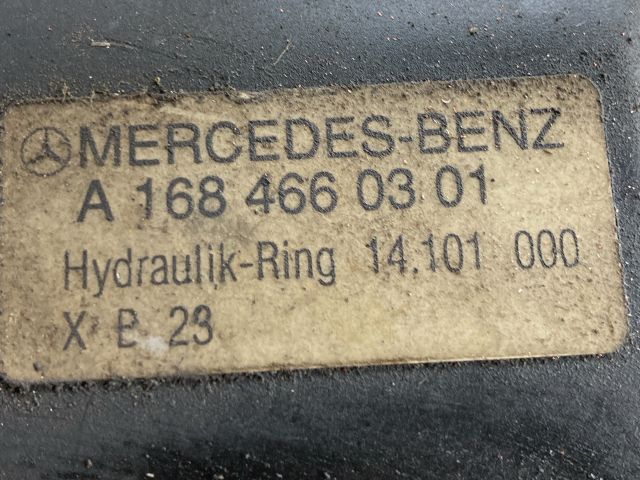 MERCEDES-BENZ
A 168 466 03 01
Hydraulik-Ring 14.101 000
X E 23